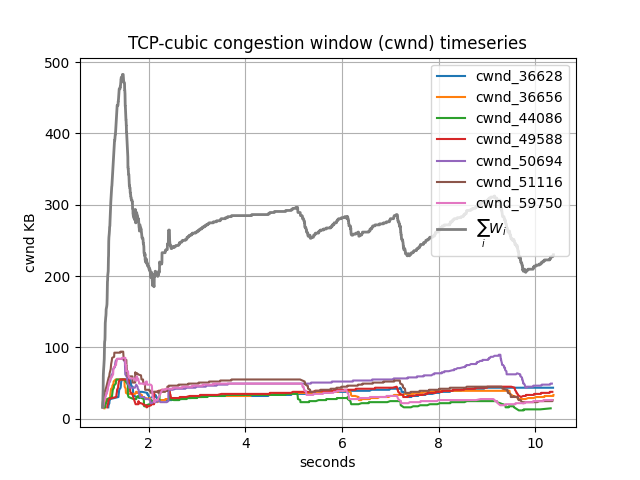 TCP-cubic congestion window (cwnd) timeseries
500
400
300
200
100
0
cwnd KB
2
4
6
8
10
seconds
cwnd_36628
cwnd_36656
cwnd_44086
cwnd_49588
cwnd_50694
cwnd_51116
cwnd_59750
∑ᵢ Wᵢ